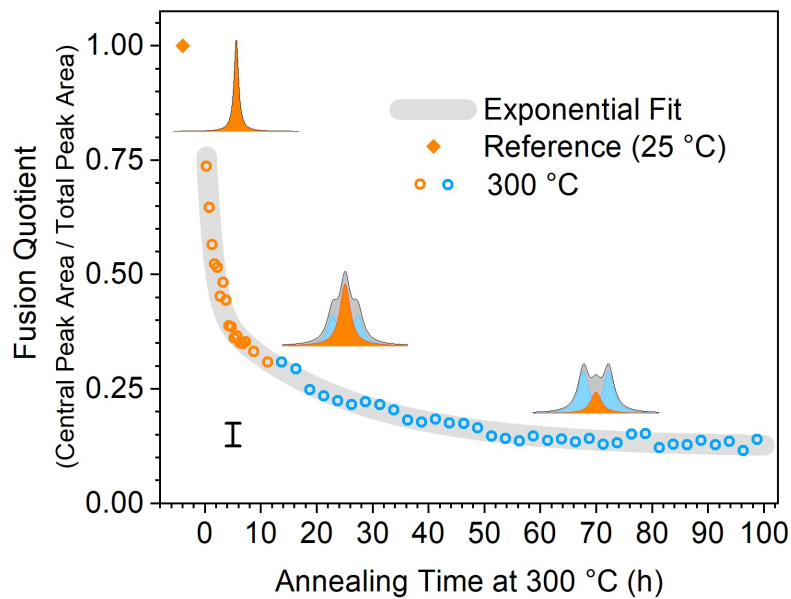 1.00
0.75
0.50
0.25
0.00
Fusion Quotient
(Central Peak Area / Total Peak Area)
Exponential Fit
Reference (25 °C)
300 °C
0 10 20 30 40 50 60 70 80 90 100
Annealing Time at 300 °C (h)